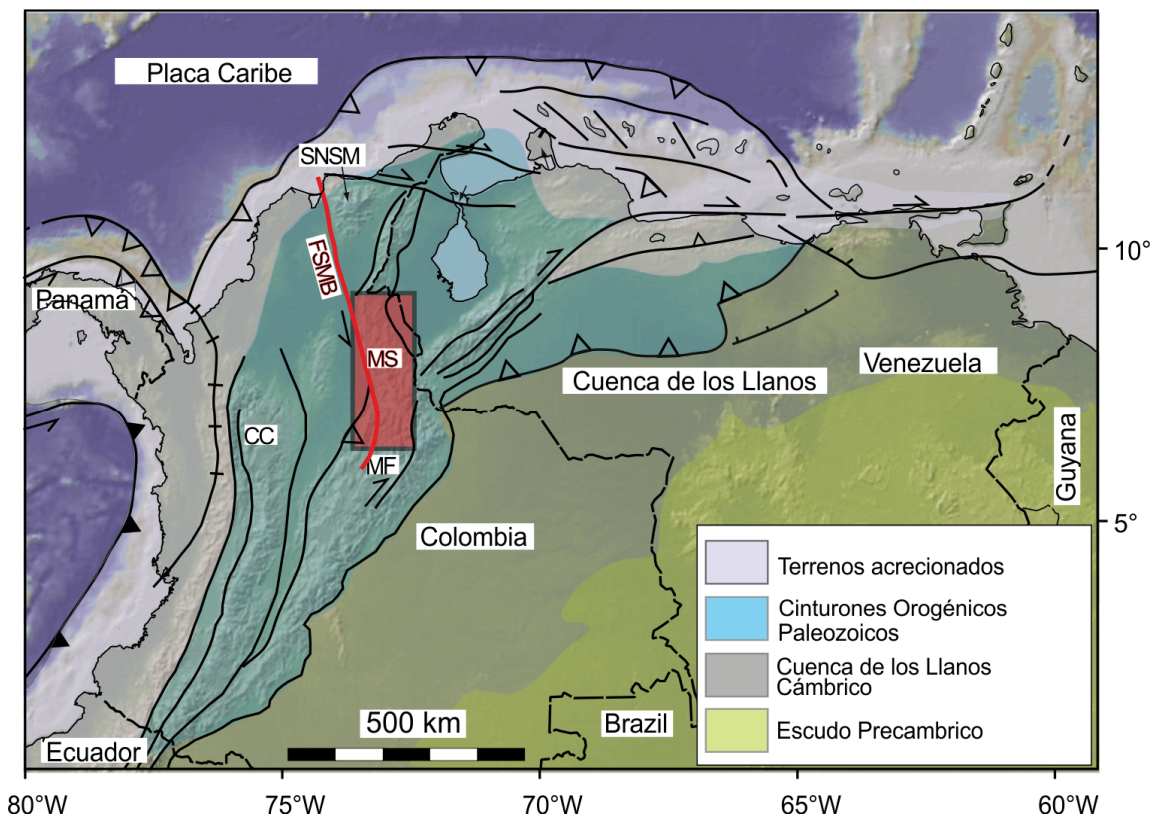 Placa Caribe
SNSM
FSMB
10°
Panamá
MS
Venezuela
Cuenca de los Llanos
CC
MF
Guyana
5°
Colombia
Terrenos acrecionados
Cinturones Orogénicos
Paleozoicos
Cuenca de los Llanos
Cámbrico
Escudo Precambrico
500 km
Brazil
Ecuador
80°W
75°W
70°W
65°W
60°W